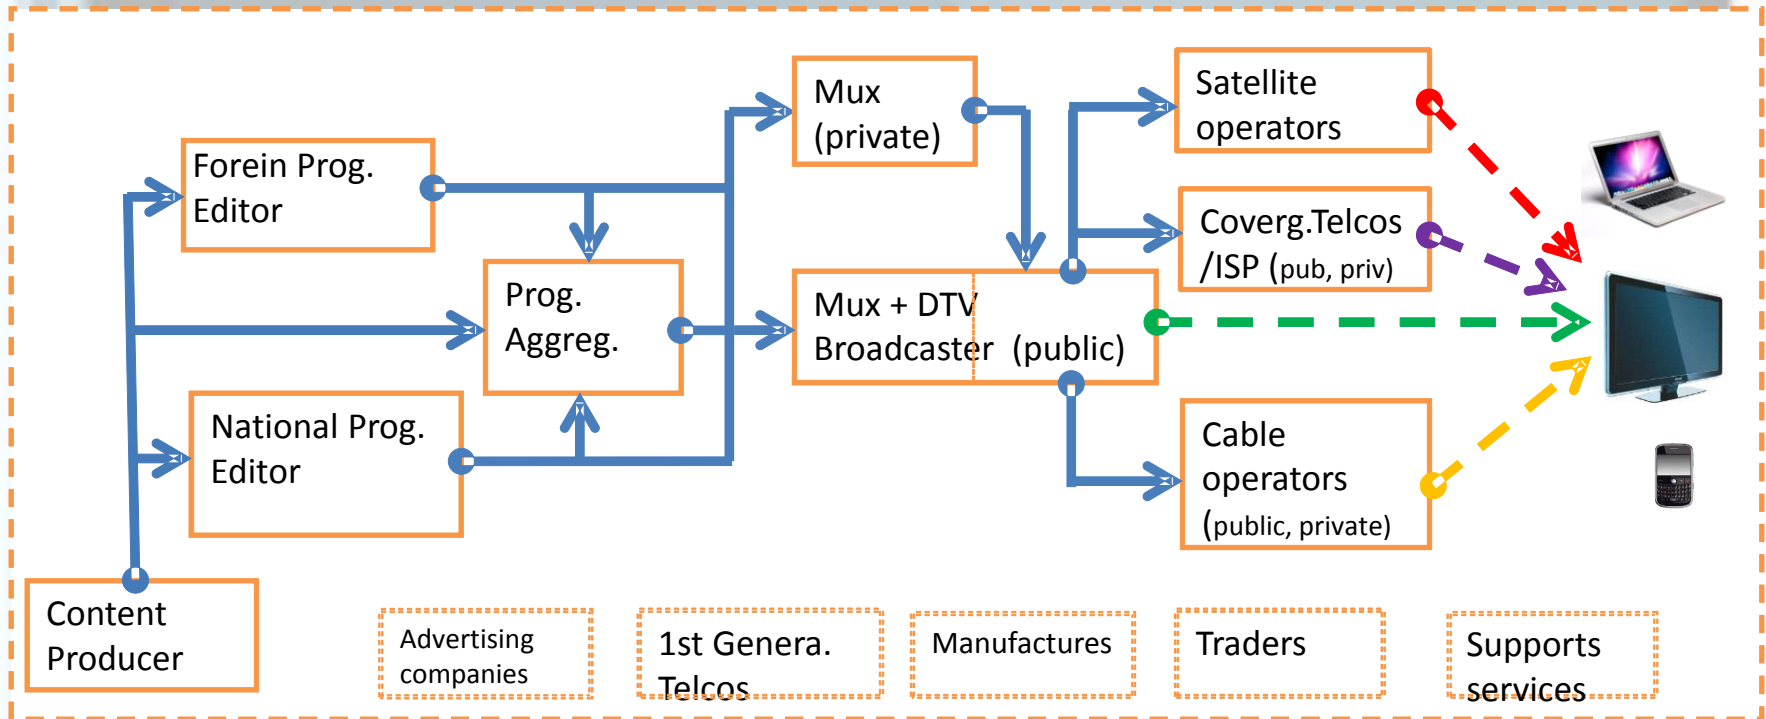 Forein Prog.
Editor
Prog.
Aggreg.
National Prog.
Editor
Content
Producer
Mux
(private)
Mux + DTV
Broadcaster (public)
Satellite
operators
Coverg.Telcos
/ISP (pub, priv)
Cable
operators
(public, private)
Advertising
companies
1st Genera.
Telcos
Manufactures
Traders
Supports
services